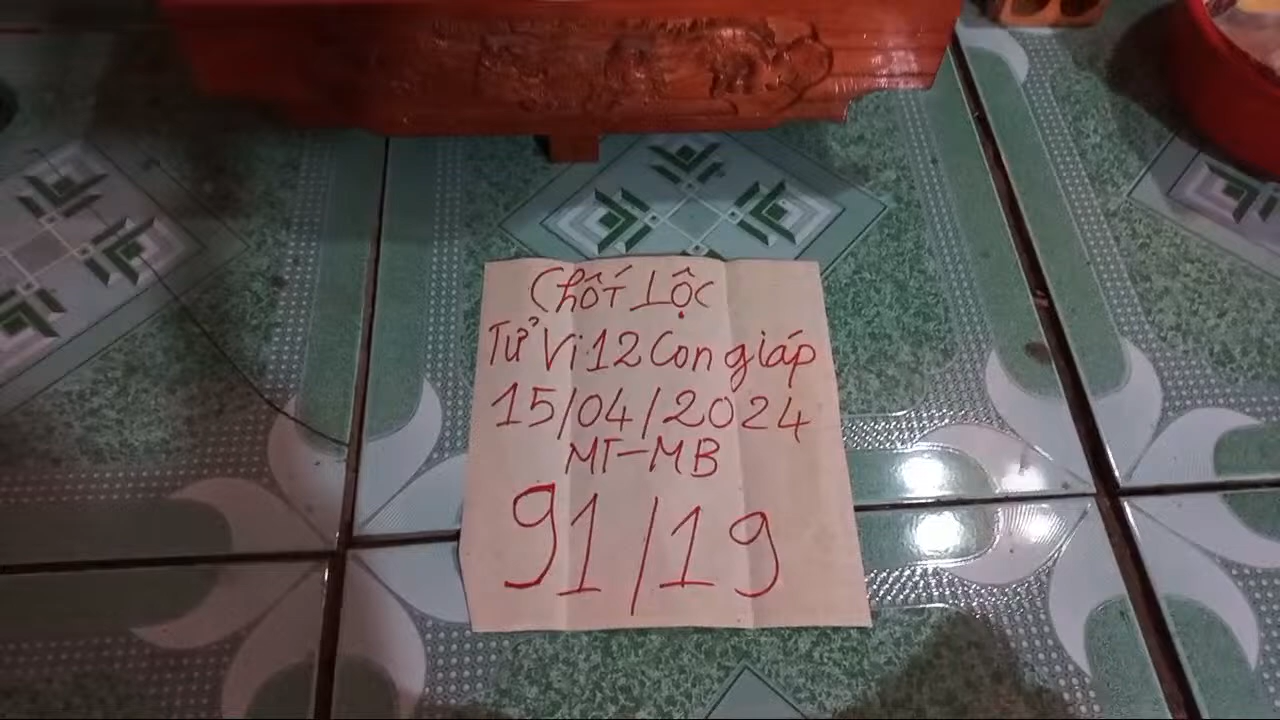 Chốt Lộc
Tử Vi 12 Con giáp
15/04/2024
MT-MB
91/19